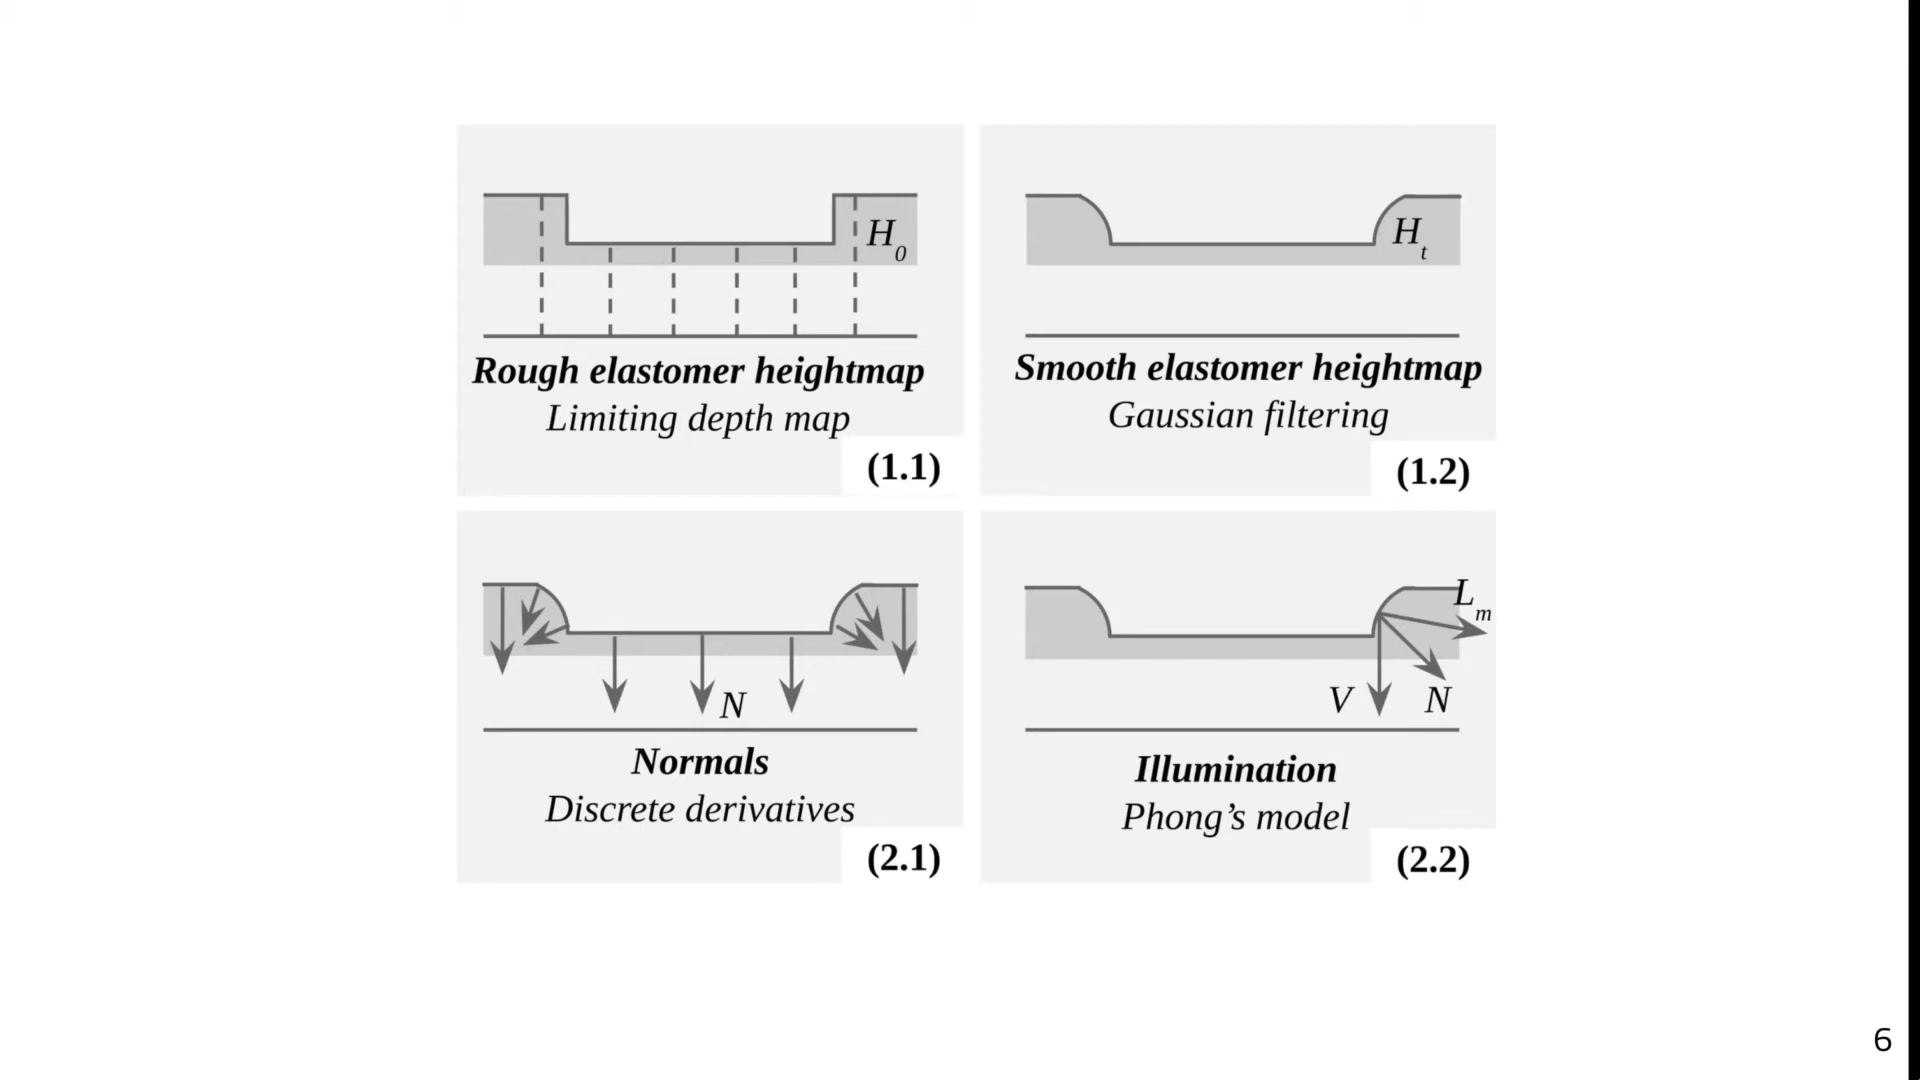 H0
Rough elastomer heightmap
Limiting depth map
(1.1)
Ht
Smooth elastomer heightmap
Gaussian filtering
(1.2)
N
Normals
Discrete derivatives
(2.1)
Lm
V N
Illumination
Phong’s model
(2.2)
6